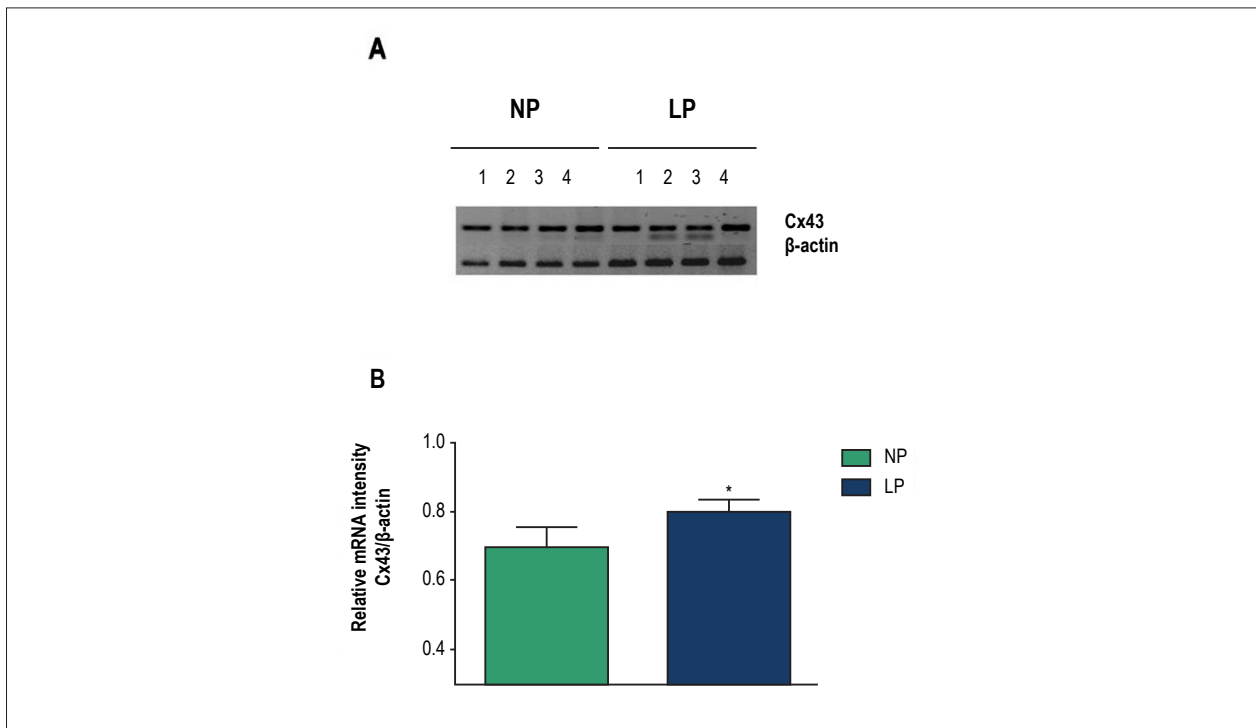 A
NP LP
1 2 3 4 1 2 3 4
Cx43
β-actin
B
Relative mRNA intensity
Cx43/β-actin
1.0
0.8
0.6
0.4
*
NP
LP